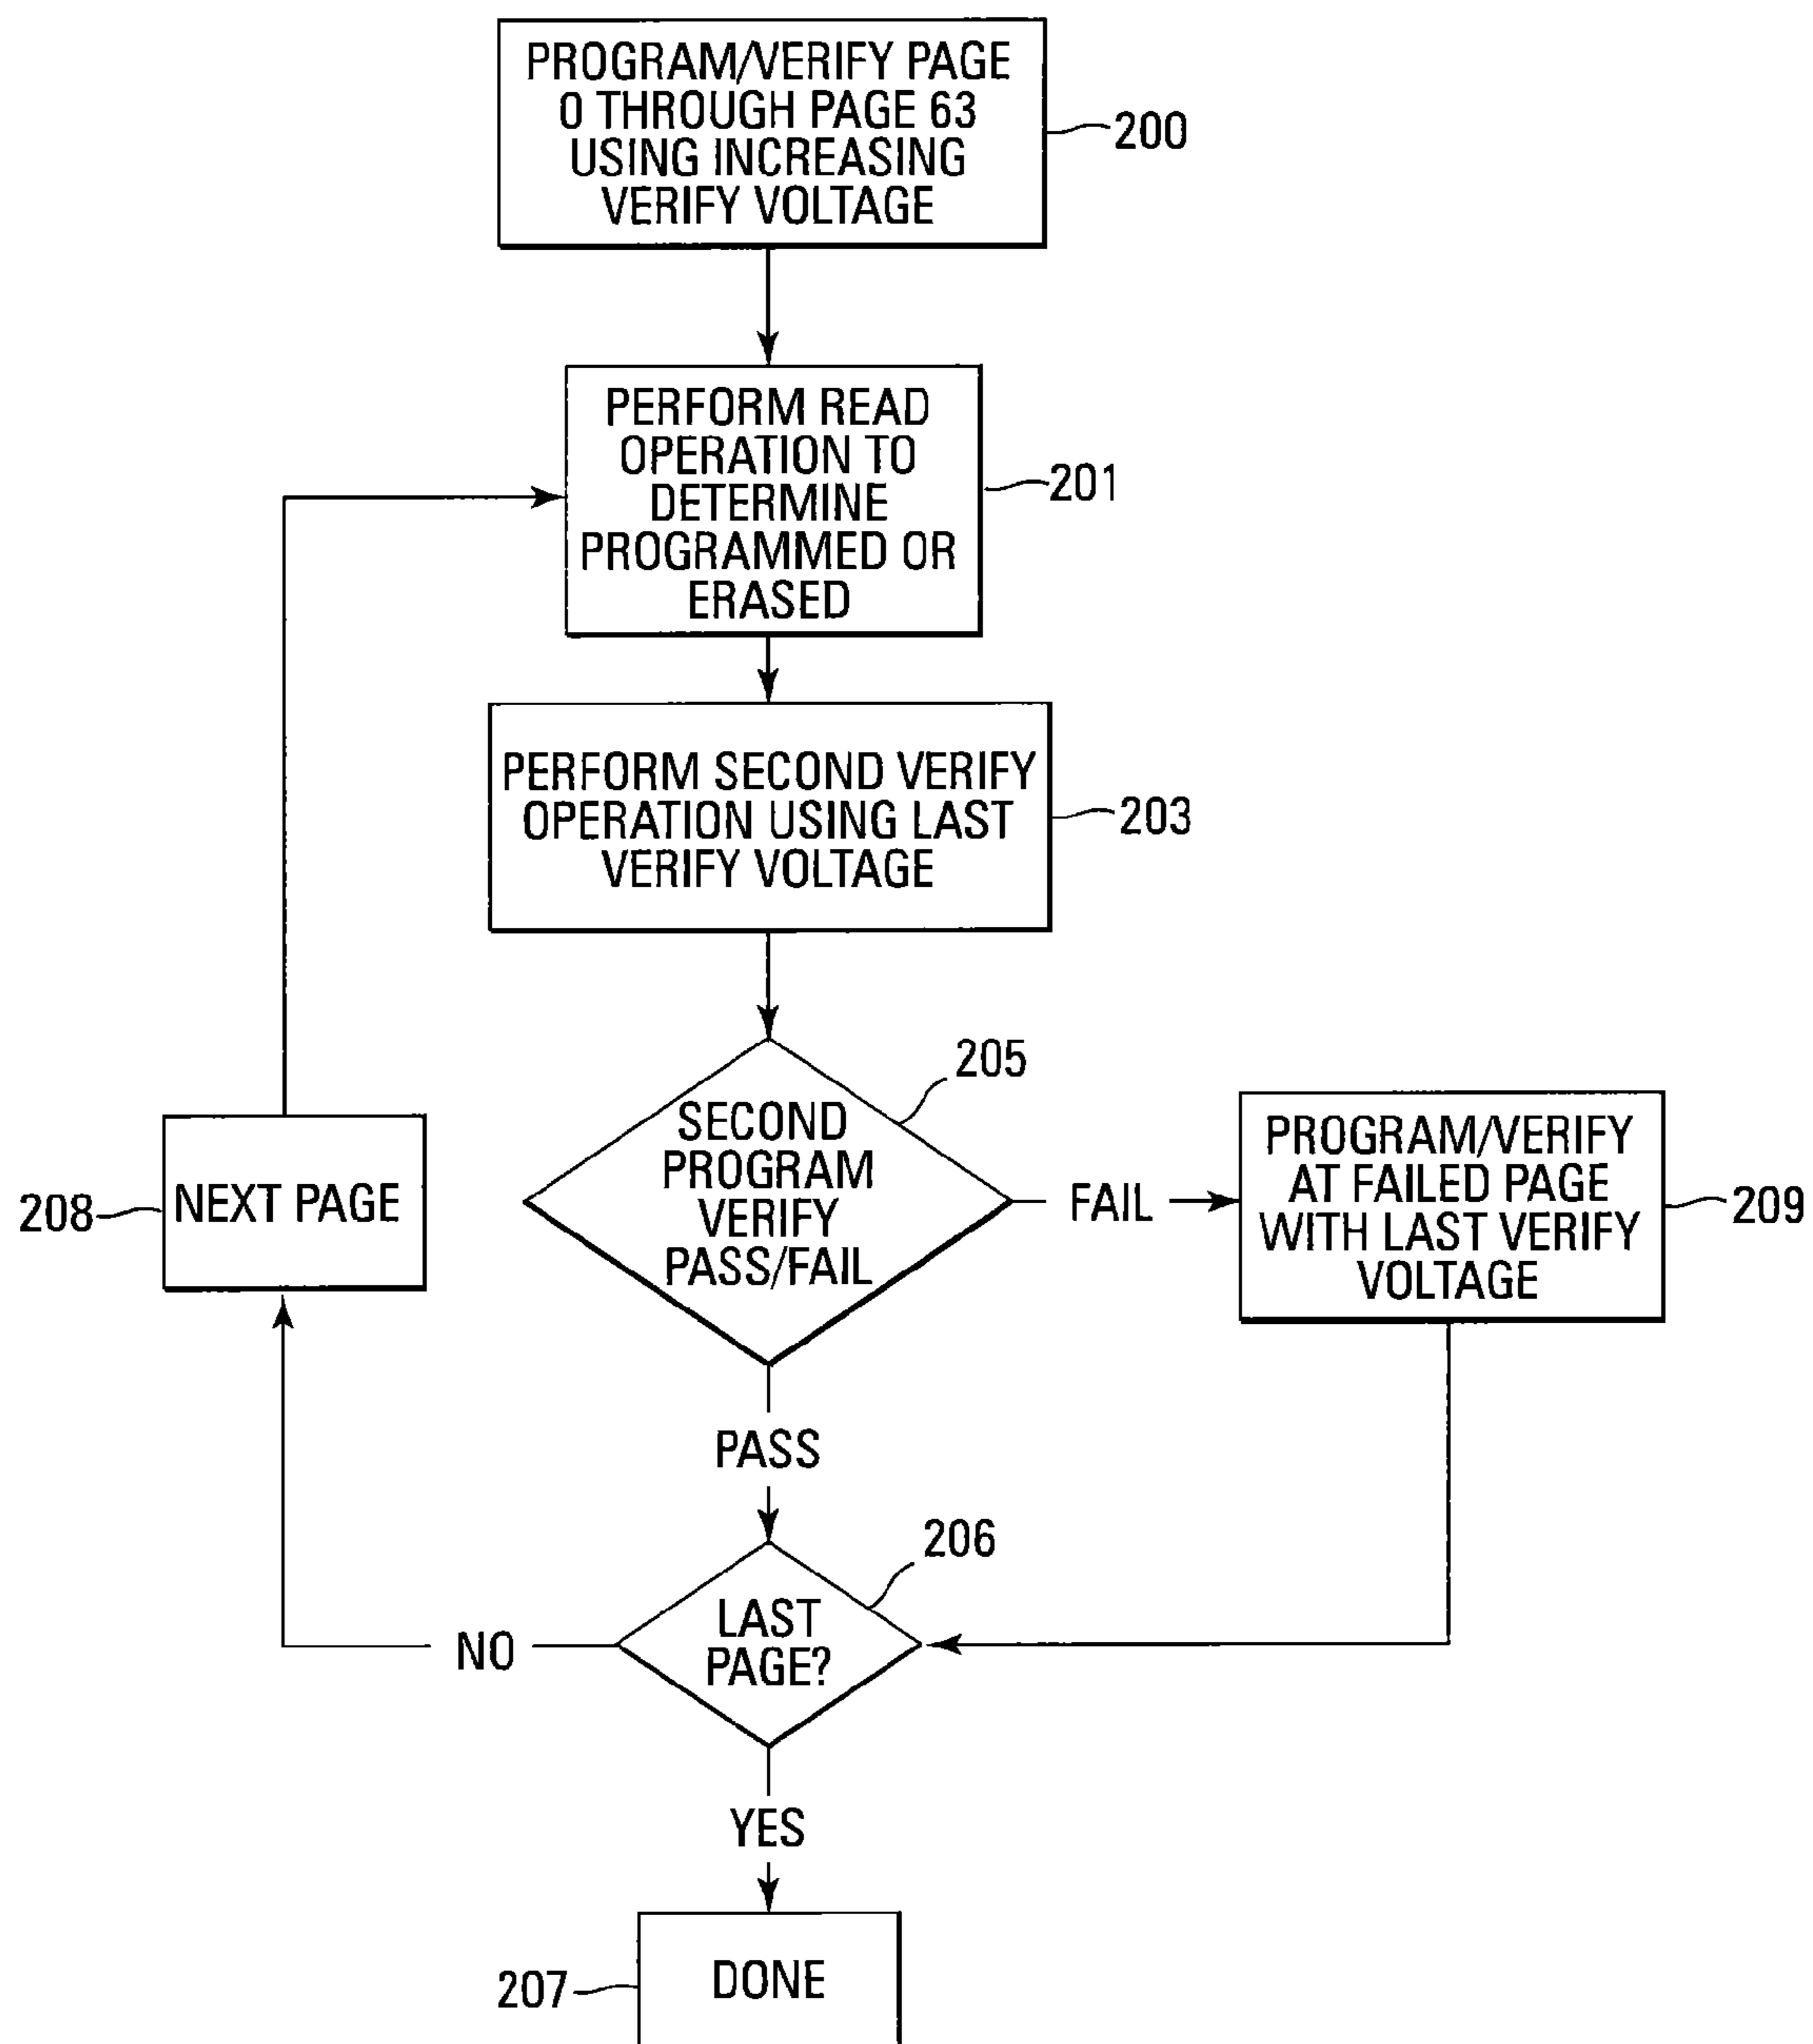 PROGRAM/VERIFY PAGE
0 THROUGH PAGE 63
USING INCREASING
VERIFY VOLTAGE
200
PERFORM READ
OPERATION TO
DETERMINE
PROGRAMMED OR
ERASED
201
PERFORM SECOND VERIFY
OPERATION USING LAST
VERIFY VOLTAGE
203
SECOND
PROGRAM
VERIFY
PASS/FAIL
205
FAIL
PROGRAM/VERIFY
AT FAILED PAGE
WITH LAST VERIFY
VOLTAGE
209
NEXT PAGE
208
PASS
LAST
PAGE?
206
NO
YES
DONE
207